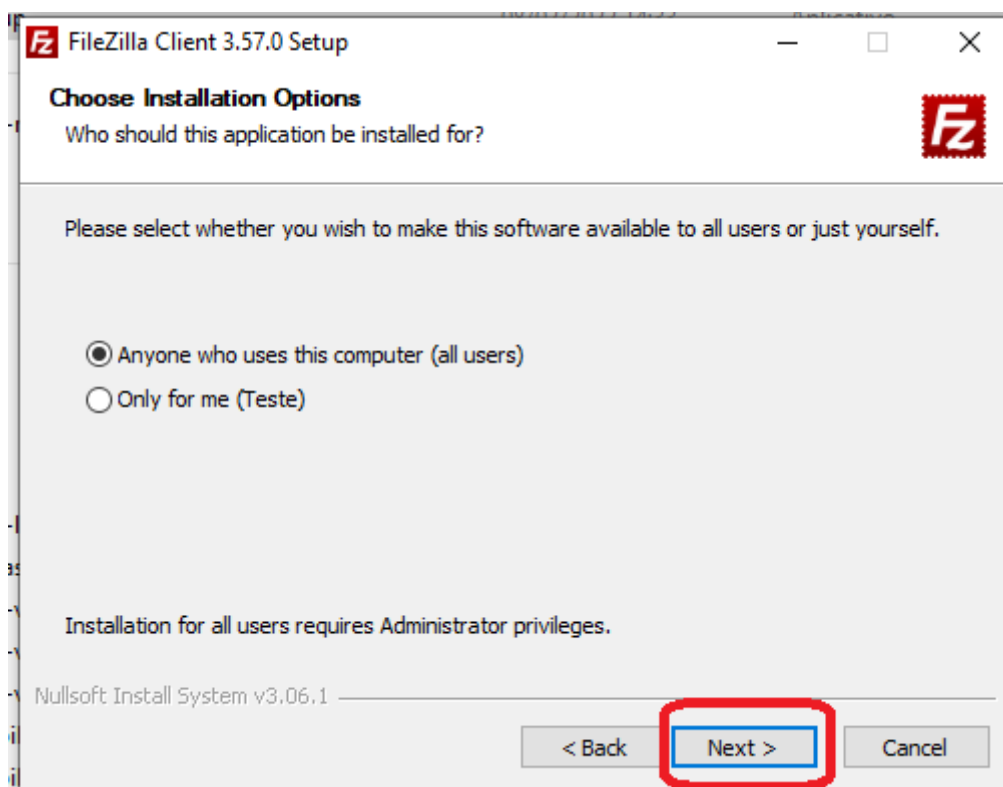 FileZilla Client 3.57.0 Setup
Choose Installation Options
Who should this application be installed for?
Fz
Please select whether you wish to make this software available to all users or just yourself.
Anyone who uses this computer (all users)
Only for me (Teste)
Installation for all users requires Administrator privileges.
Nullsoft Install System v3.06.1
< Back
Next >
Cancel